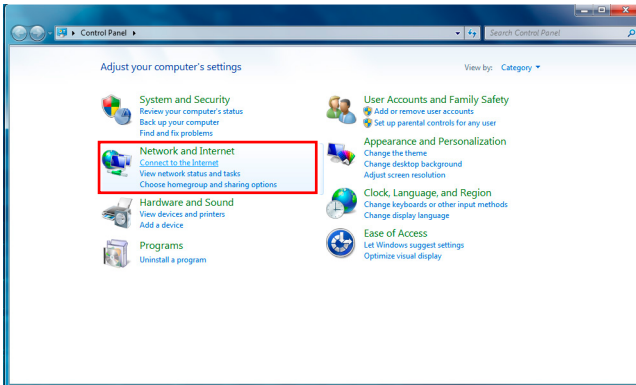 Control Panel
Search Control Panel
Adjust your computer's settings
View by: Category
System and Security
Review your computer's status
Back up your computer
Find and fix problems
Network and Internet
Connect to the Internet
View network status and tasks
Choose homegroup and sharing options
Hardware and Sound
View devices and printers
Add a device
Programs
Uninstall a program
User Accounts and Family Safety
Add or remove user accounts
Set up parental controls for any user
Appearance and Personalization
Change the theme
Change desktop background
Adjust screen resolution
Clock, Language, and Region
Change keyboards or other input methods
Change display language
Ease of Access
Let Windows suggest settings
Optimize visual display